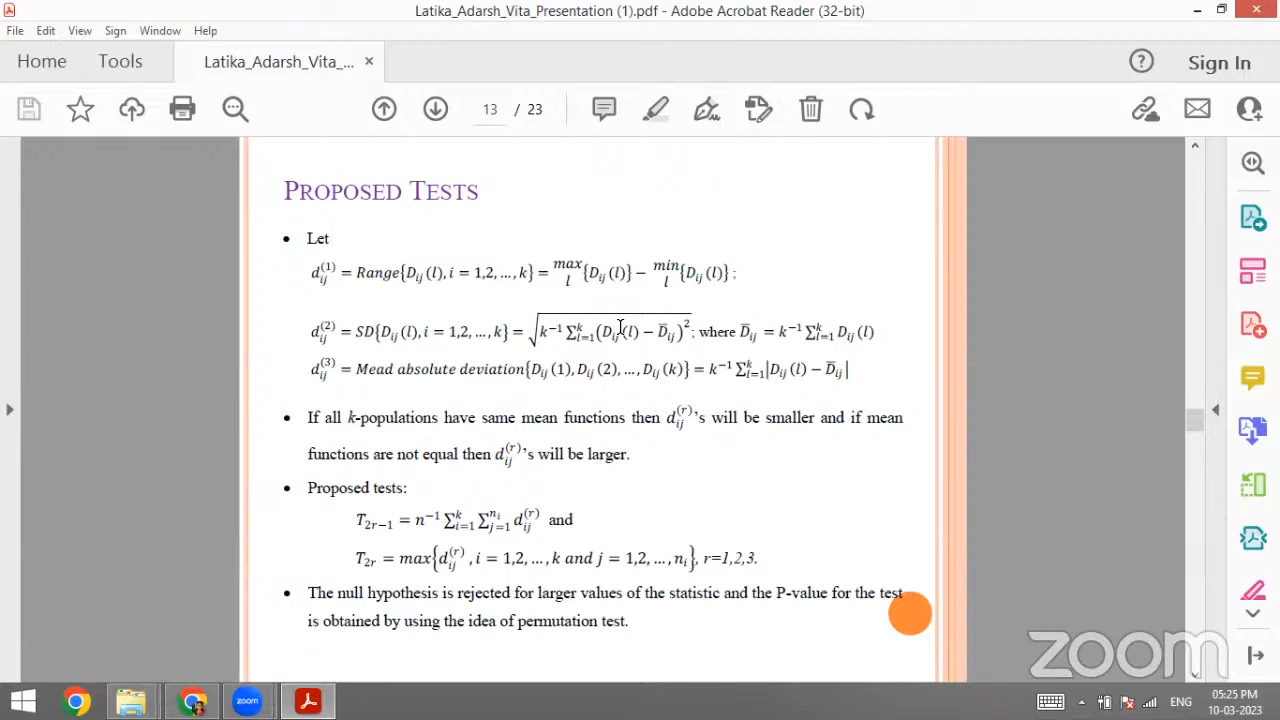 Latika_Adarsh_Vita_Presentation (1).pdf - Adobe Acrobat Reader (32-bit)
File Edit View Sign Window Help
Home Tools Latika_Adarsh_Vita_... × Sign In
13 / 23
PROPOSED TESTS
• Let
d_{ij}^{(1)} = Range{D_{ij}(l), i = 1,2, ..., k} = max_l {D_{ij}(l)} − min_l {D_{ij}(l)} ;
d_{ij}^{(2)} = SD{D_{ij}(l), i = 1,2, ..., k} = √(k^{−1} ∑_{l=1}^{k} (D_{ij}(l) − D̄_{ij})^2) ; where D̄_{ij} = k^{−1} ∑_{l=1}^{k} D_{ij}(l)
d_{ij}^{(3)} = Mead absolute deviation{D_{ij}(1), D_{ij}(2), ..., D_{ij}(k)} = k^{−1} ∑_{l=1}^{k} |D_{ij}(l) − D̄_{ij}|
• If all k-populations have same mean functions then d_{ij}^{(r)}'s will be smaller and if mean
functions are not equal then d_{ij}^{(r)}'s will be larger.
• Proposed tests:
T_{2r−1} = n^{−1} ∑_{i=1}^{k} ∑_{j=1}^{n_i} d_{ij}^{(r)} and
T_{2r} = max{d_{ij}^{(r)}, i = 1,2, ..., k and j = 1,2, ..., n_i}, r=1,2,3.
• The null hypothesis is rejected for larger values of the statistic and the P-value for the test
is obtained by using the idea of permutation test.
zoom
zoom
ENG
05:25 PM
10-03-2023